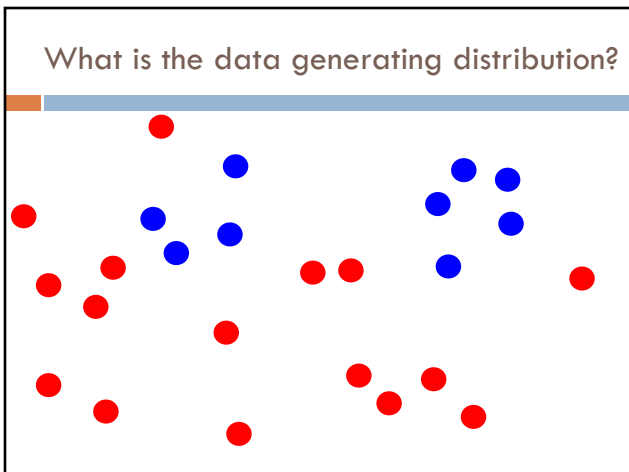 What is the data generating distribution?